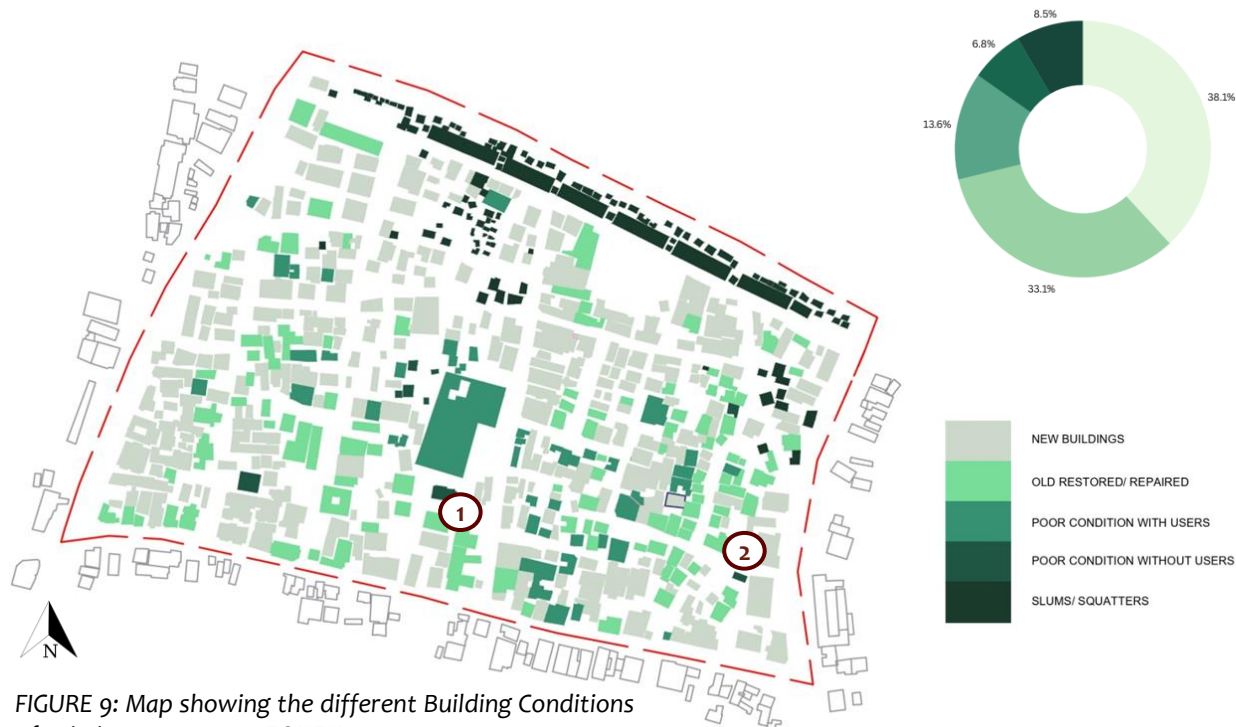 8.5%
6.8%
38.1%
13.6%
33.1%
NEW BUILDINGS
OLD RESTORED/ REPAIRED
POOR CONDITION WITH USERS
POOR CONDITION WITHOUT USERS
SLUMS/ SQUATTERS
1
2
N
FIGURE 9: Map showing the different Building Conditions